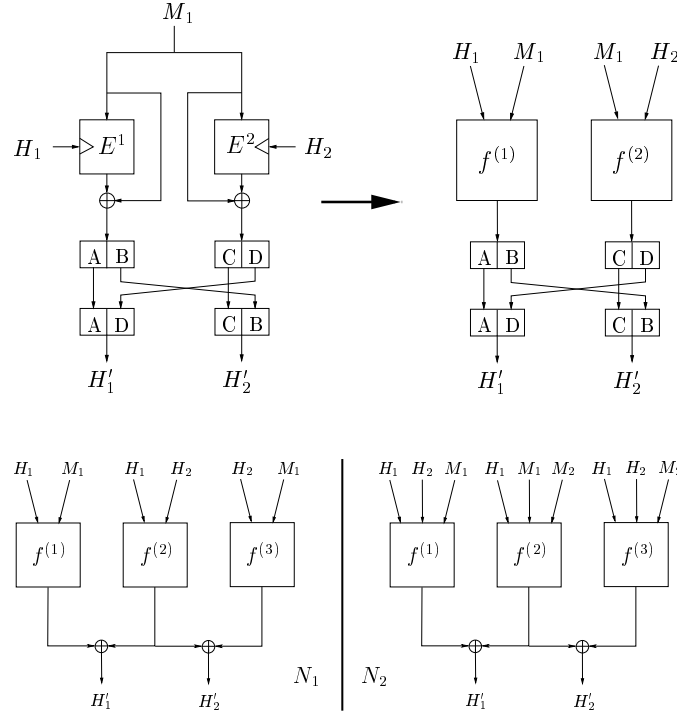 M₁
H₁ M₁ M₁ H₂
H₁ E¹ E² H₂ f⁽¹⁾ f⁽²⁾
A B C D A B C D
A D C B A D C B
H′₁ H′₂ H′₁ H′₂
H₁ M₁ H₁ H₂ H₂ M₁ H₁ H₂ M₁ H₁ M₁ M₂ H₁ H₂ M₂
f⁽¹⁾ f⁽²⁾ f⁽³⁾ f⁽¹⁾ f⁽²⁾ f⁽³⁾
N₁ N₂
H′₁ H′₂ H′₁ H′₂